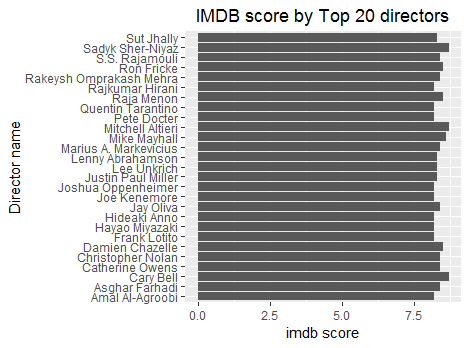 IMDB score by Top 20 directors
Director name
Sut Jhally
Sadyk Sher-Niyaz
S.S. Rajamouli
Ron Fricke
Rakeysh Omprakash Mehra
Rajkumar Hirani
Raja Menon
Quentin Tarantino
Pete Docter
Mitchell Altieri
Mike Mayhall
Marius A. Markevicius
Lenny Abrahamson
Lee Unkrich
Justin Paul Miller
Joshua Oppenheimer
Joe Kenemore
Jay Oliva
Hideaki Anno
Hayao Miyazaki
Frank Lotito
Damien Chazelle
Christopher Nolan
Catherine Owens
Cary Bell
Asghar Farhadi
Amal Al-Agroobi
0.0 2.5 5.0 7.5
imdb score